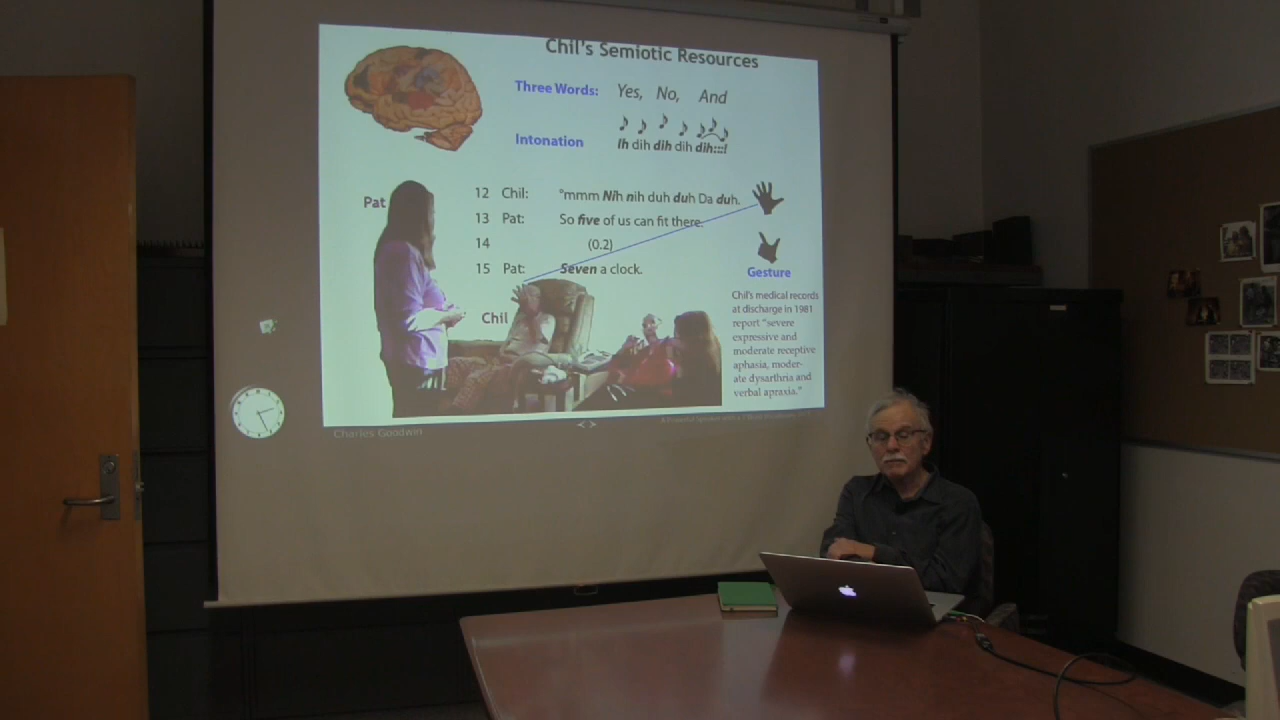 Chil's Semiotic Resources
Three Words: Yes, No, And
Intonation Ih dih dih dih dih:::!
Pat
12 Chil: °mmm Nih nih duh duh Da duh.
13 Pat: So five of us can fit there.
14 (0.2)
15 Pat: Seven a clock.
Gesture
Chil
Chil's medical records
at discharge in 1981
report "severe
expressive and
moderate receptive
aphasia, moder-
ate dysarthria and
verbal apraxia."
Charles Goodwin